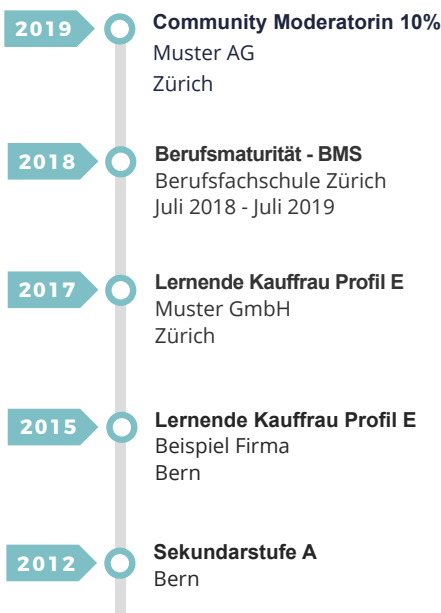 2019
Community Moderatorin 10%
Muster AG
Zürich
2018
Berufsmaturität - BMS
Berufsfachschule Zürich
Juli 2018 - Juli 2019
2017
Lernende Kauffrau Profil E
Muster GmbH
Zürich
2015
Lernende Kauffrau Profil E
Beispiel Firma
Bern
2012
Sekundarstufe A
Bern